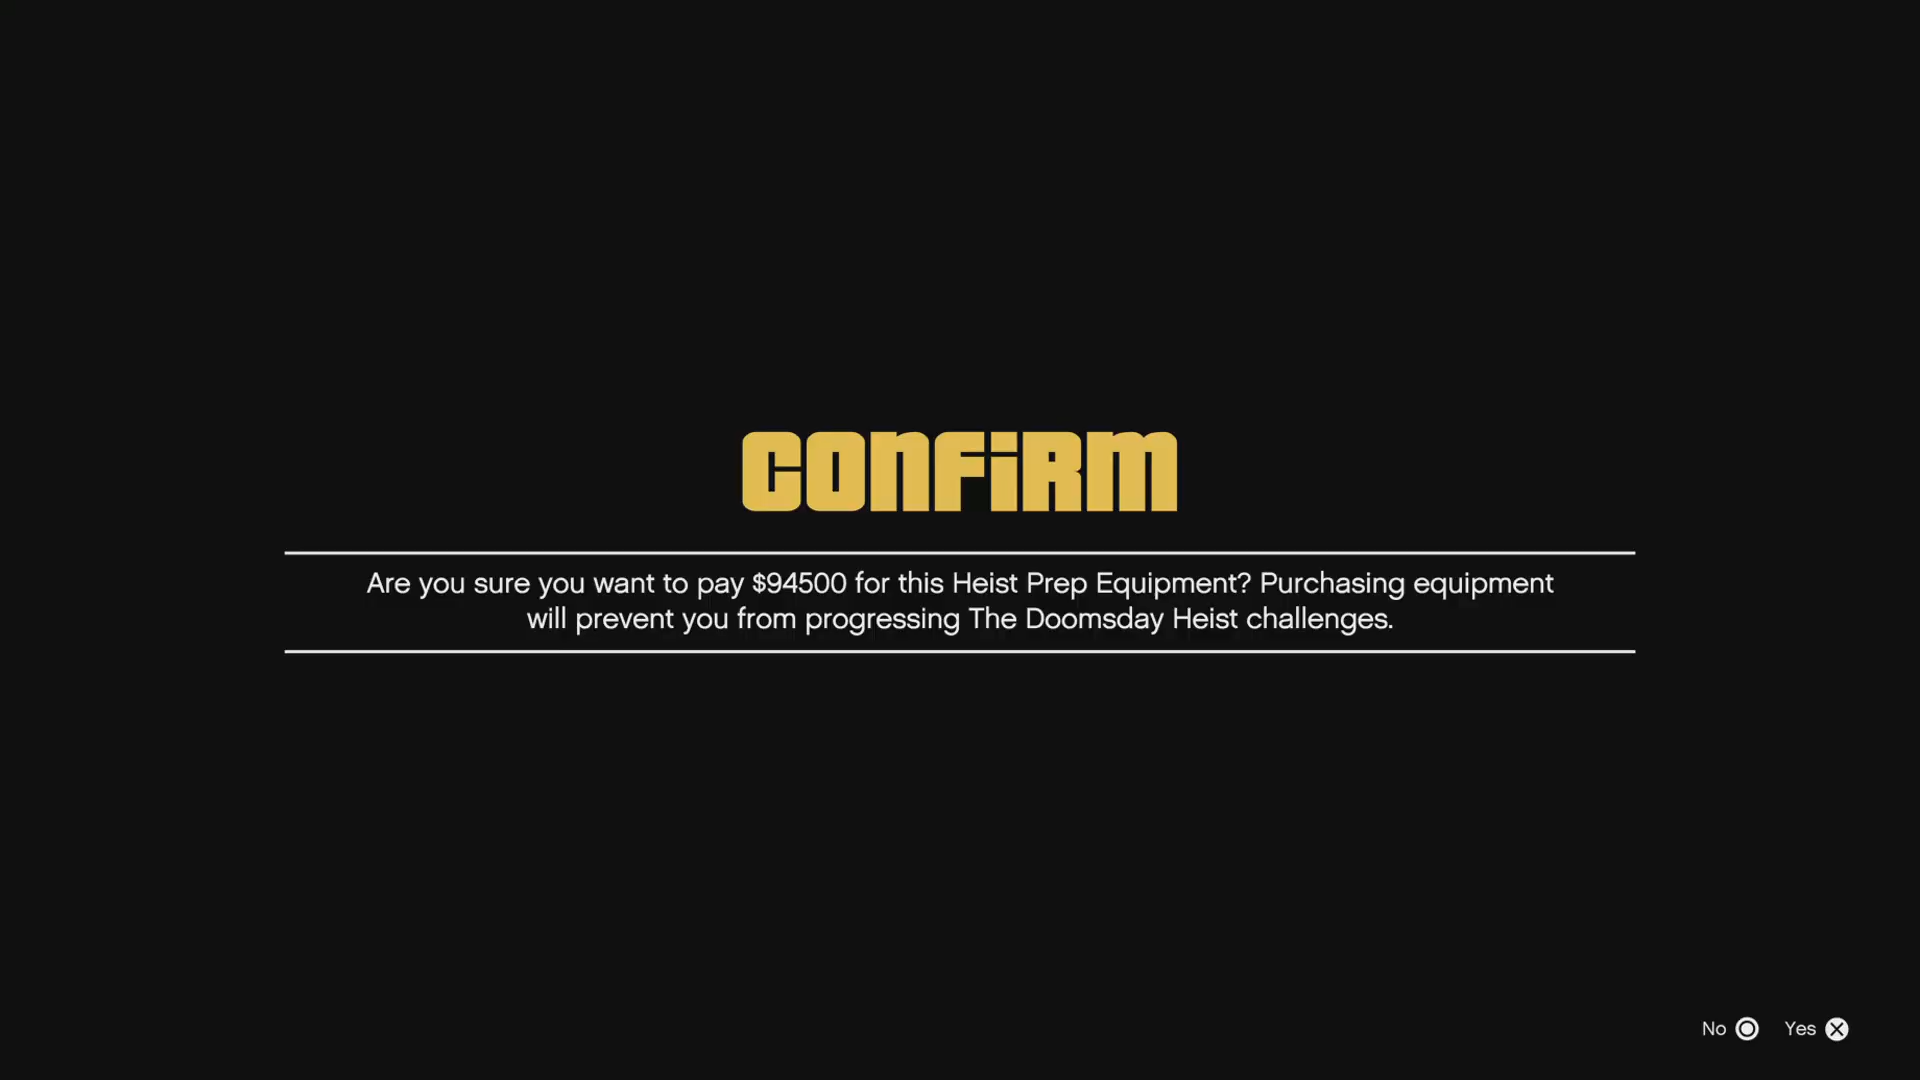 CONFIRM
Are you sure you want to pay $94500 for this Heist Prep Equipment? Purchasing equipment
will prevent you from progressing The Doomsday Heist challenges.
No Yes